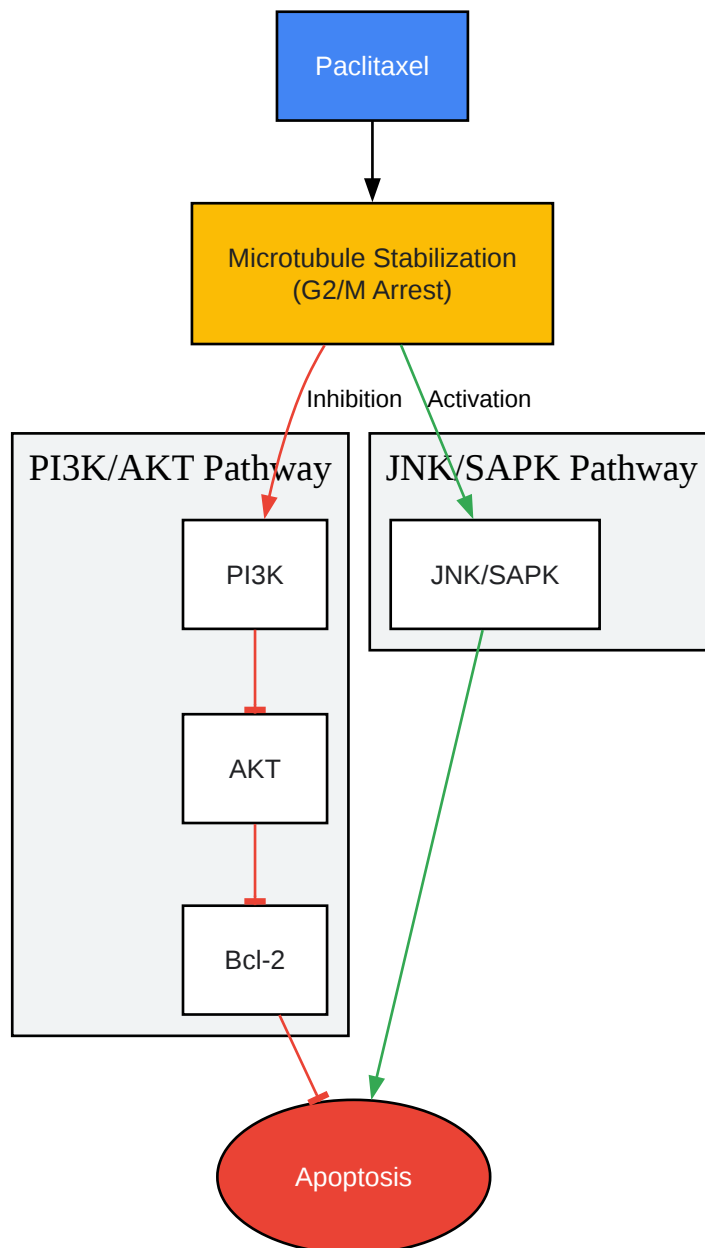 Paclitaxel
Microtubule Stabilization
(G2/M Arrest)
Inhibition
Activation
PI3K/AKT Pathway
JNK/SAPK Pathway
PI3K
JNK/SAPK
AKT
Bcl-2
Apoptosis